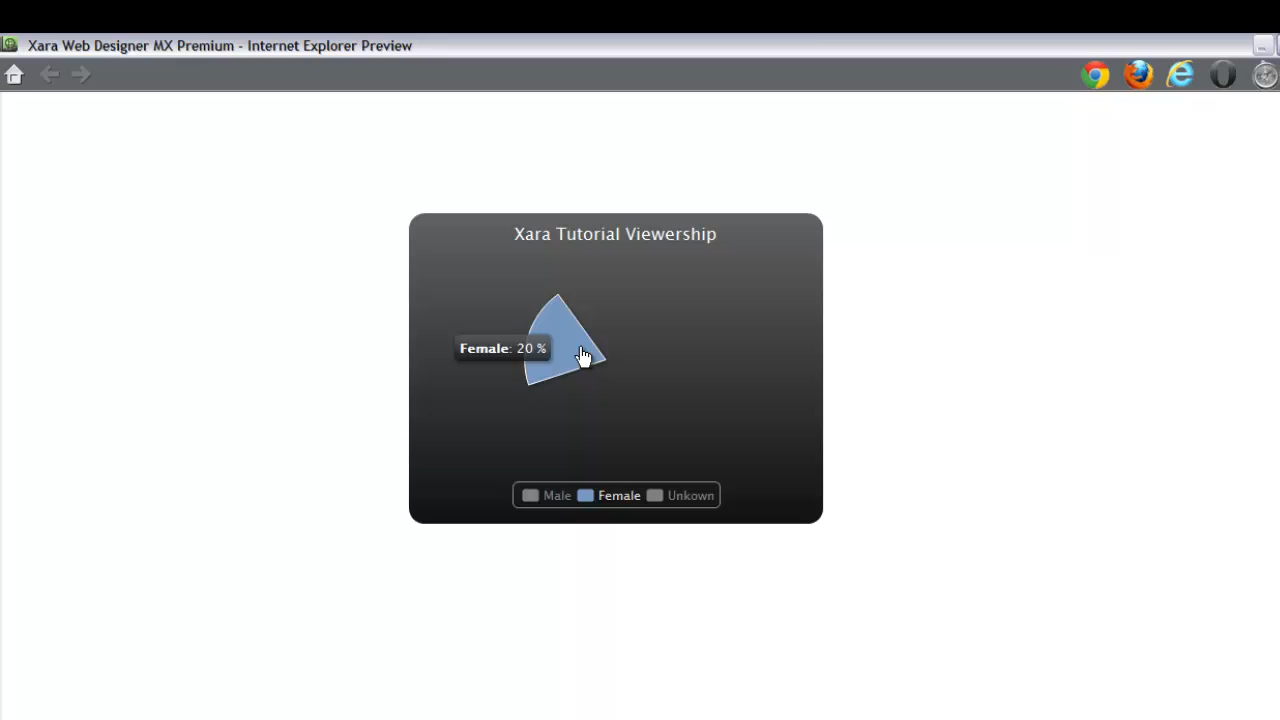 Xara Web Designer MX Premium - Internet Explorer Preview
Xara Tutorial Viewership
Female: 20 %
Male Female Unkown